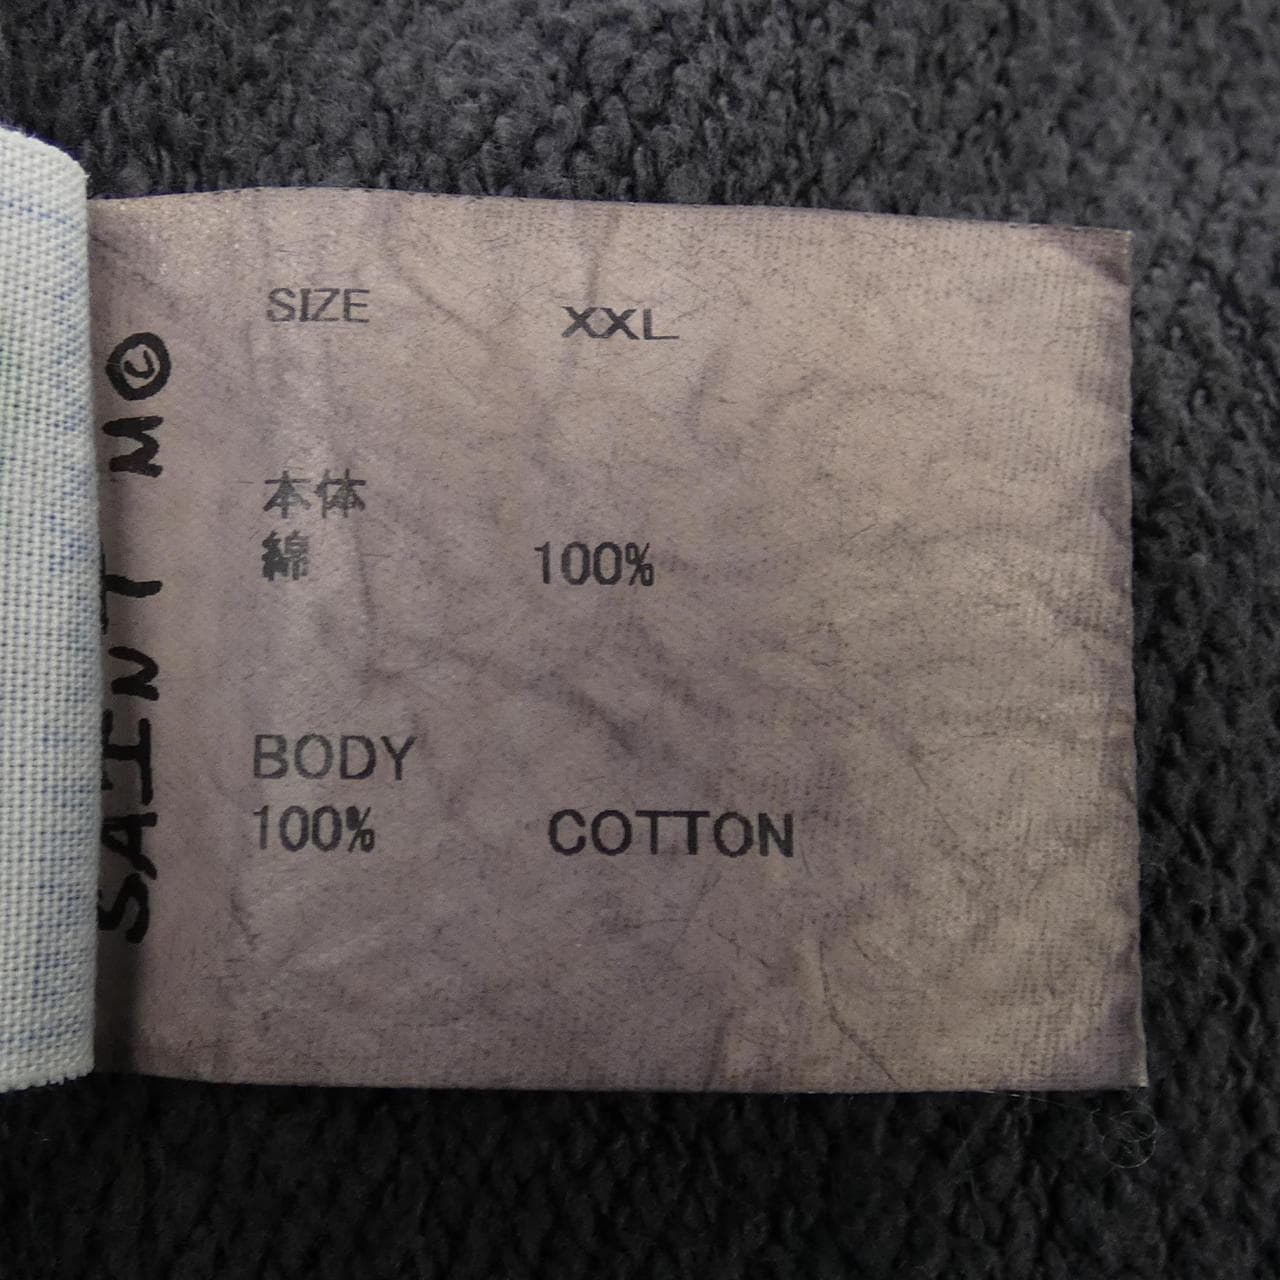 SIZE XXL
本体
綿 100%
BODY
100% COTTON
SAINT M©